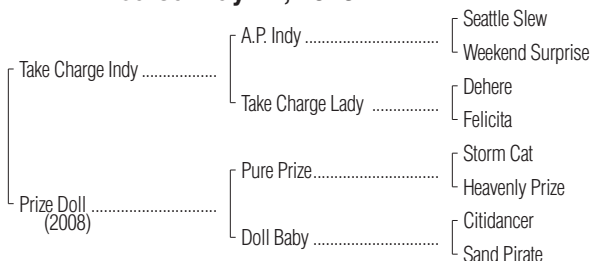 Seattle Slew
A.P. Indy
Weekend Surprise
Take Charge Indy
Dehere
Take Charge Lady
Felicita
Storm Cat
Pure Prize
Heavenly Prize
Prize Doll
(2008)
Citidancer
Doll Baby
Sand Pirate